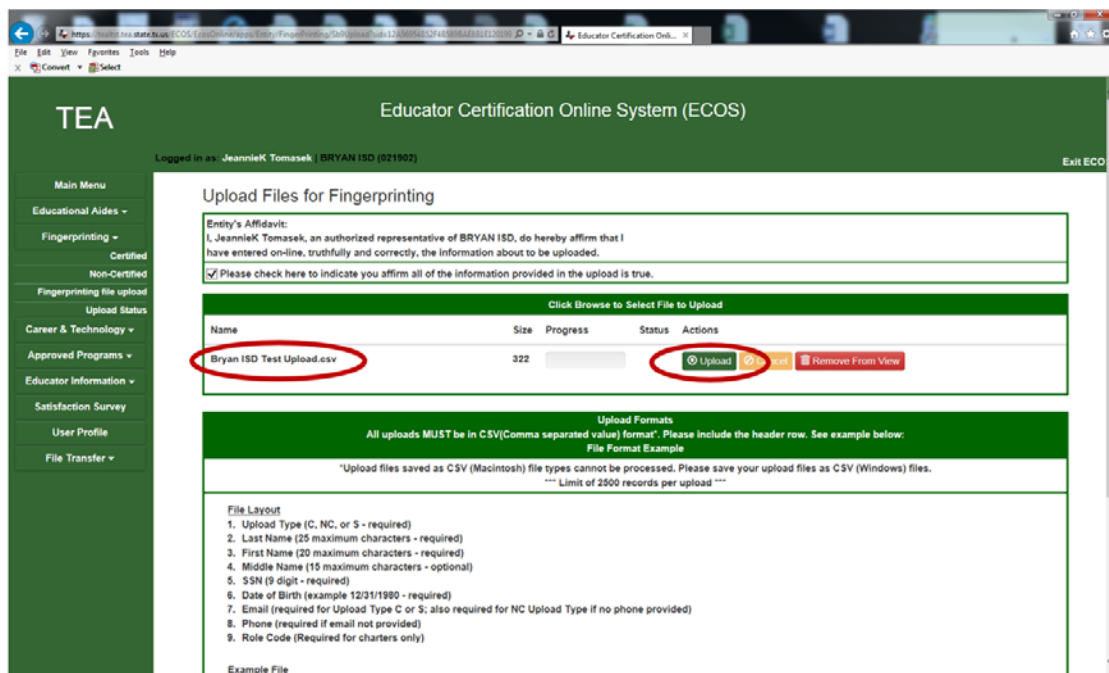 https://tealtst.tea.state.tx.us/ECOS/EcosOnline/apps/Entity/FingerPrinting/Sb9Upload?
Educator Certification Onli...
File Edit View Favorites Tools Help
Convert Select
TEA
Educator Certification Online System (ECOS)
Logged in as: JeannieK Tomasek | BRYAN ISD (021902)
Exit ECO
Main Menu
Educational Aides
Fingerprinting
Certified
Non-Certified
Fingerprinting file upload
Upload Status
Career & Technology
Approved Programs
Educator Information
Satisfaction Survey
User Profile
File Transfer
Upload Files for Fingerprinting
Entity's Affidavit:
I, JeannieK Tomasek, an authorized representative of BRYAN ISD, do hereby affirm that I
have entered on-line, truthfully and correctly, the information about to be uploaded.
Please check here to indicate you affirm all of the information provided in the upload is true.
Click Browse to Select File to Upload
Name Size Progress Status Actions
Bryan ISD Test Upload.csv 322 Upload Cancel Remove From View
Upload Formats
All uploads MUST be in CSV(Comma separated value) format*. Please include the header row. See example below:
File Format Example
*Upload files saved as CSV (Macintosh) file types cannot be processed. Please save your upload files as CSV (Windows) files.
*** Limit of 2500 records per upload ***
File Layout
1. Upload Type (C, NC, or S - required)
2. Last Name (25 maximum characters - required)
3. First Name (20 maximum characters - required)
4. Middle Name (15 maximum characters - optional)
5. SSN (9 digit - required)
6. Date of Birth (example 12/31/1980 - required)
7. Email (required for Upload Type C or S; also required for NC Upload Type if no phone provided)
8. Phone (required if email not provided)
9. Role Code (Required for charters only)
Example File